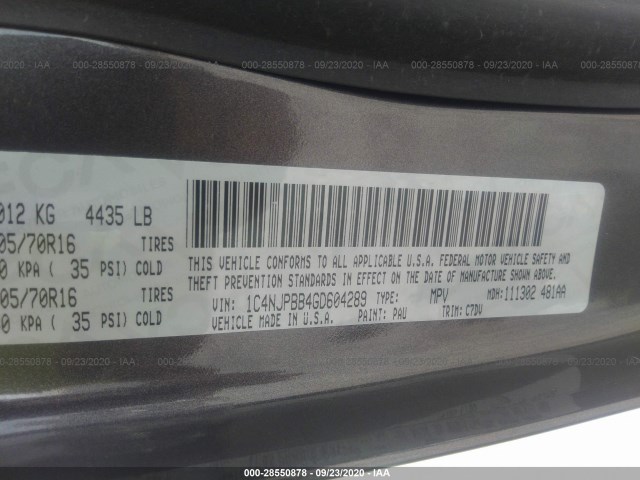 000-28550878 - 09/23/2020 - IAA
012 KG 4435 LB
05/70R16 TIRES
0 KPA ( 35 PSI) COLD
05/70R16 TIRES
0 KPA ( 35 PSI) COLD
THIS VEHICLE CONFORMS TO ALL APPLICABLE U.S.A. FEDERAL MOTOR VEHICLE SAFETY AND
THEFT PREVENTION STANDARDS IN EFFECT ON THE DATE OF MANUFACTURE SHOWN ABOVE.
VIN: 1C4NJPBB4GD604289 TYPE: MPV MDH:111302 481AA
VEHICLE MADE IN U.S.A. PAINT: PAU TRIM: C7DV
000-28550878 - 09/23/2020 - IAA